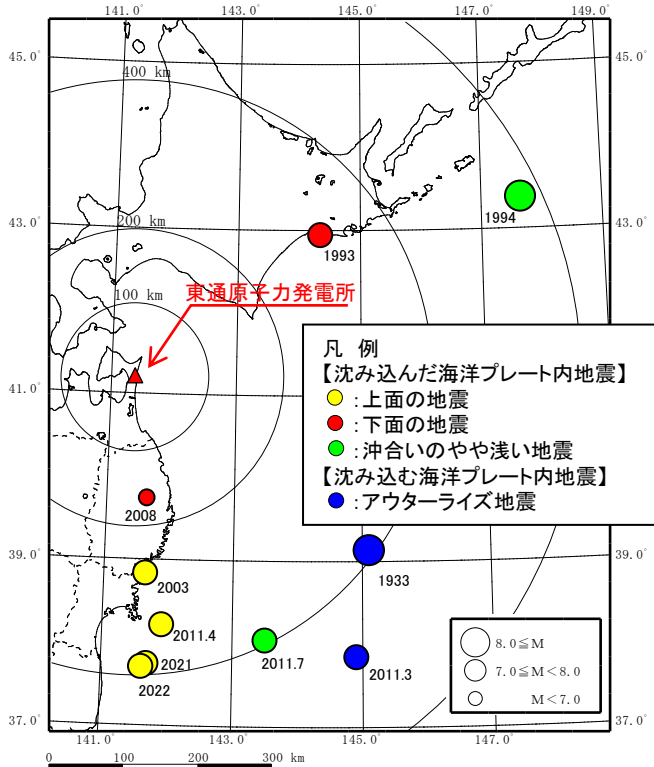 141.0° 143.0° 145.0° 147.0° 149.0°
45.0° 45.0°
400 km
1994
43.0° 43.0°
200 km
1993
100 km
東通原子力発電所
凡 例
【沈み込んだ海洋プレート内地震】
:上面の地震
:下面の地震
:沖合いのやや浅い地震
【沈み込む海洋プレート内地震】
:アウターライズ地震
41.0° 41.0°
2008
39.0° 39.0°
1933
2003
2011.4
2021
2011.7
2011.3
2022
8.0≦M
7.0≦M<8.0
M<7.0
37.0° 37.0°
141.0° 143.0° 145.0° 147.0°
0 100 200 300 km